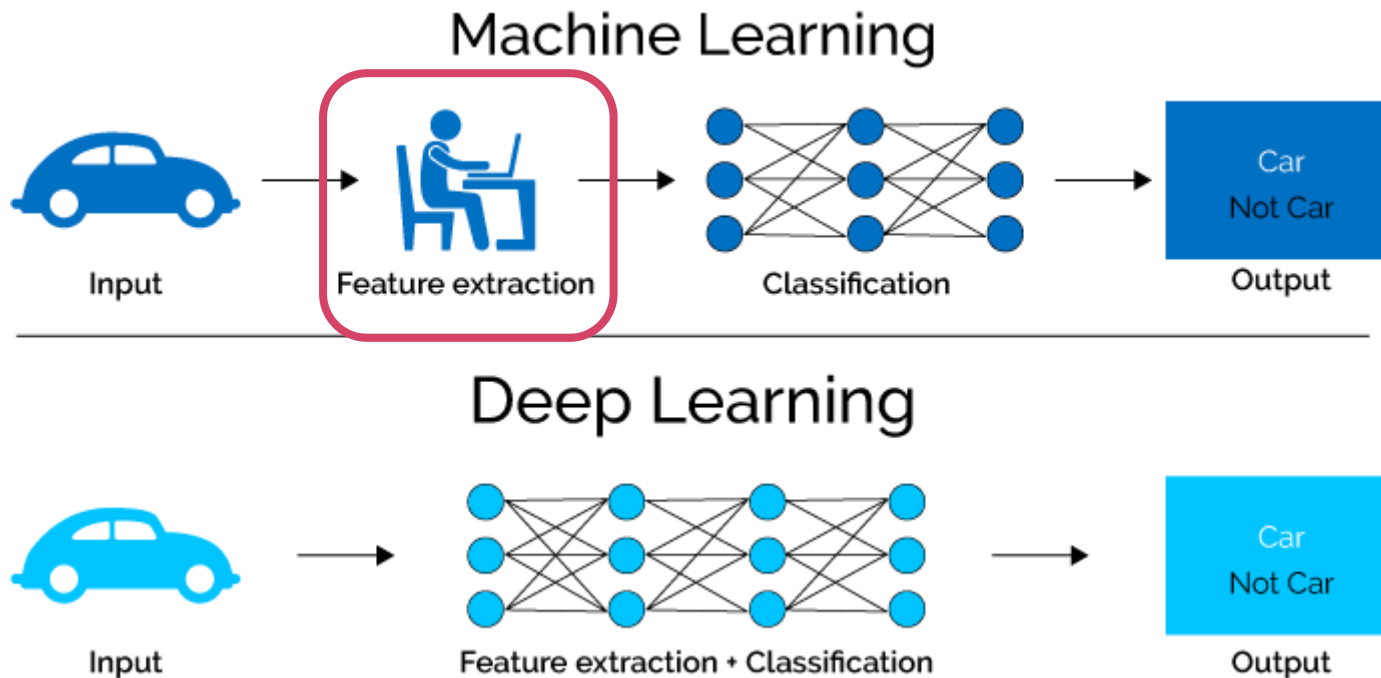 Machine Learning
Car
Not Car
Input
Feature extraction
Classification
Output
Deep Learning
Car
Not Car
Input
Feature extraction + Classification
Output